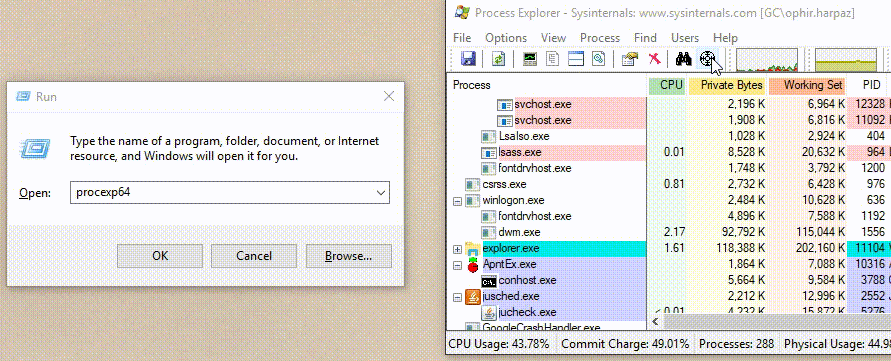 Run
Type the name of a program, folder, document, or Internet
resource, and Windows will open it for you.
Open: procexp64
OK Cancel Browse...
Process Explorer - Sysinternals: www.sysinternals.com [GC\ophir.harpaz]
File Options View Process Find Users Help
Process CPU Private Bytes Working Set PID
svchost.exe 2,196 K 6,964 K 12328
svchost.exe 1,908 K 6,816 K 11092
LsaIso.exe 1,028 K 2,924 K 404
lsass.exe 0.01 8,528 K 20,632 K 964
fontdrvhost.exe 1,748 K 3,792 K 1200
csrss.exe 0.81 2,732 K 6,428 K 976
winlogon.exe 2,484 K 10,628 K 636
fontdrvhost.exe 4,896 K 7,588 K 1192
dwm.exe 2.17 92,792 K 115,044 K 1556
explorer.exe 1.61 118,388 K 202,160 K 11104
ApntEx.exe 1,864 K 7,088 K 10316
conhost.exe 5,664 K 9,584 K 3788
jusched.exe 2,212 K 12,996 K 2552
jucheck.exe < 0.01 4,232 K 15,872 K 5276
GoogleCrashHandler.exe
CPU Usage: 43.78% Commit Charge: 49.01% Processes: 288 Physical Usage: 44.9